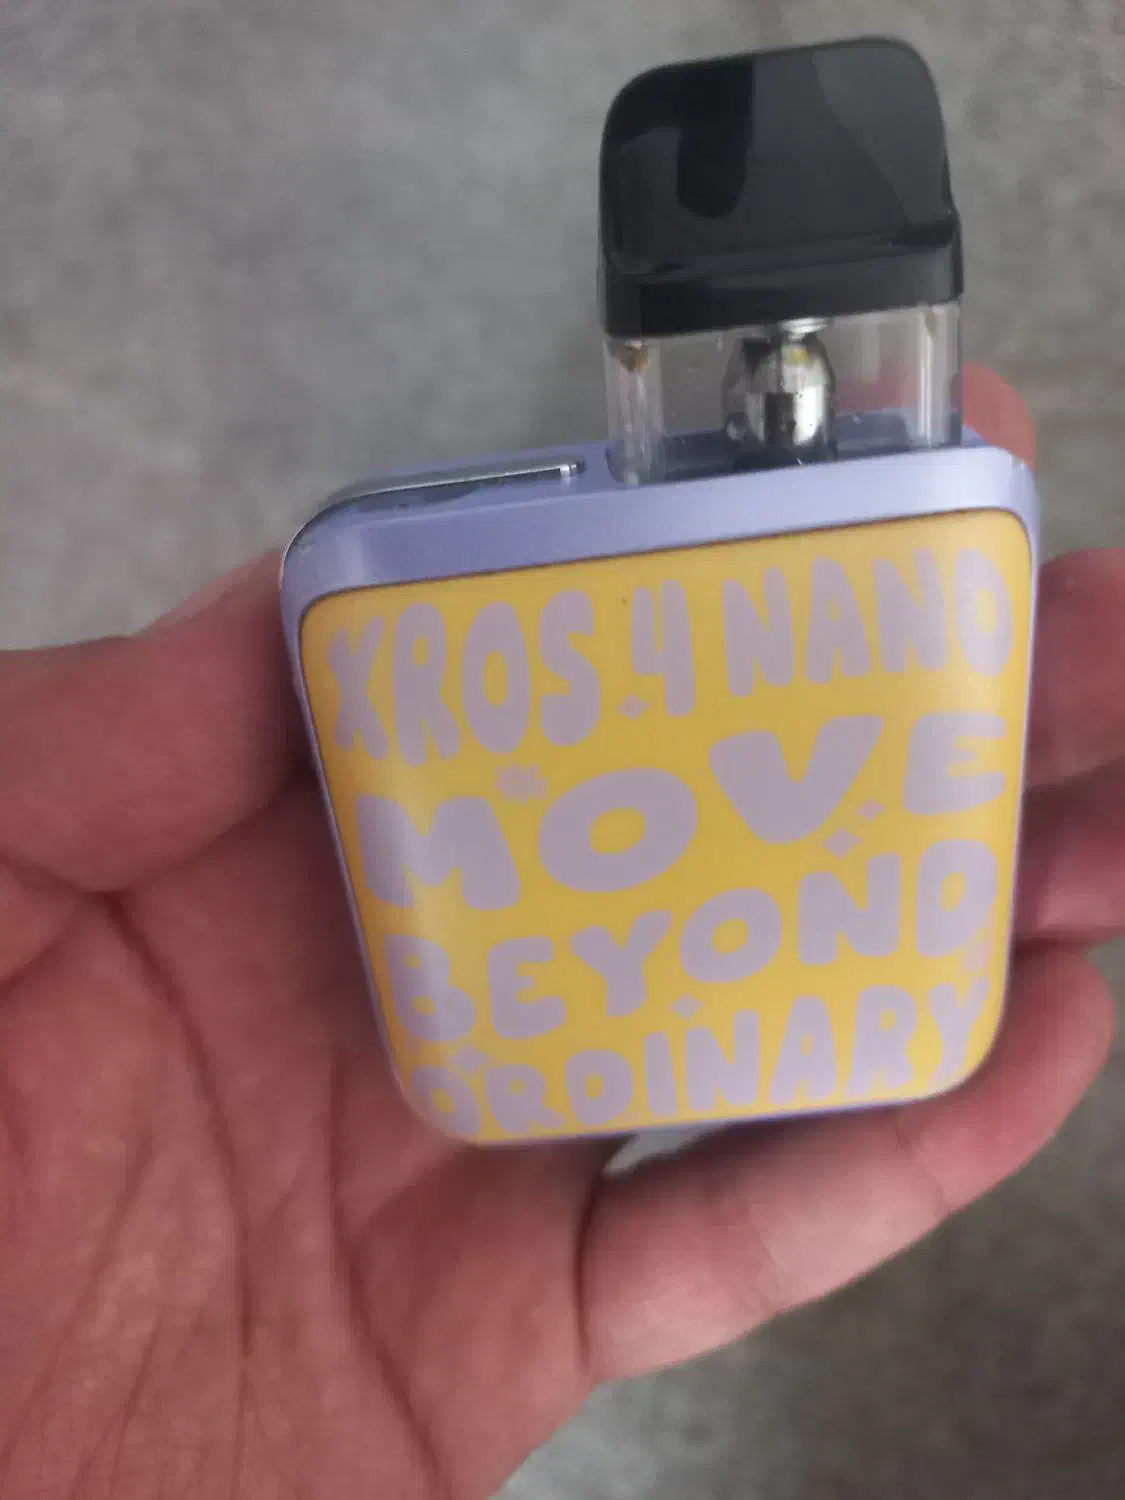 XROS 4 NANO
MOVE
BEYOND
ORDINARY